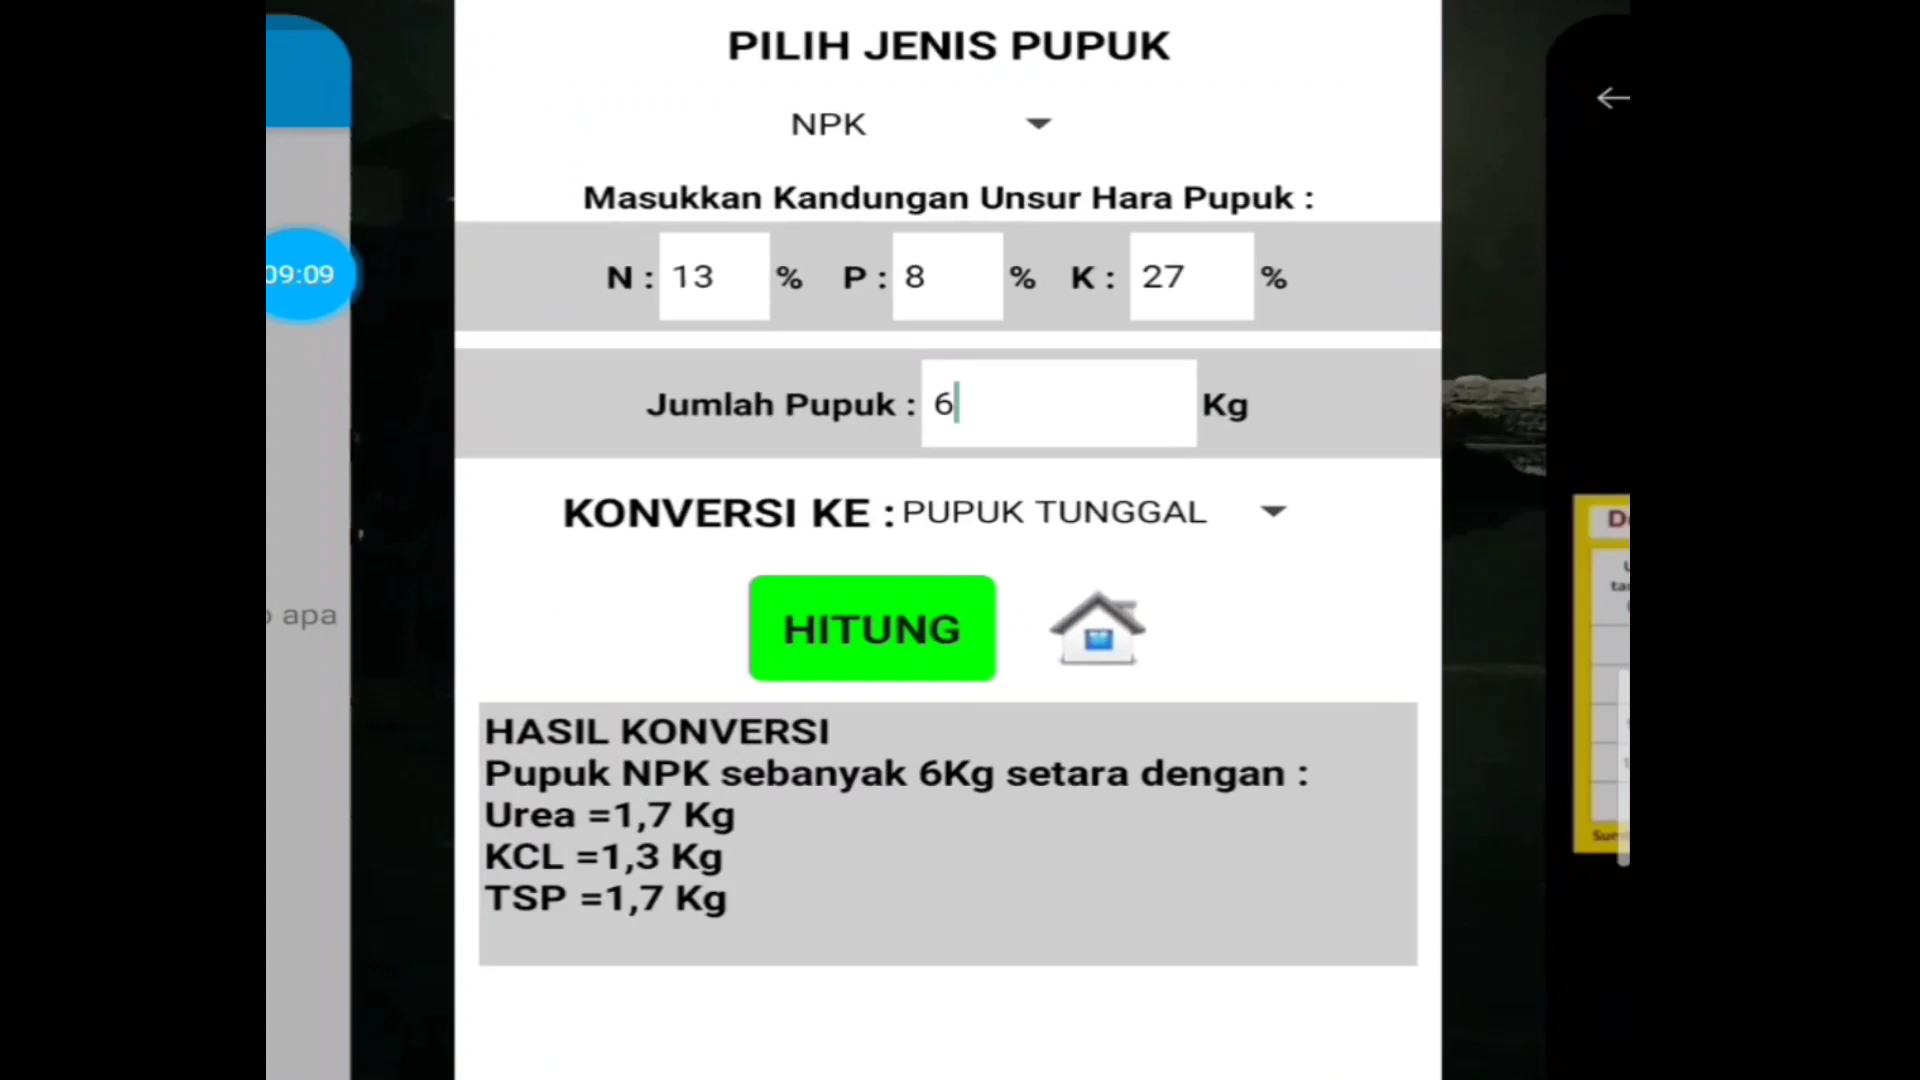 PILIH JENIS PUPUK
NPK
Masukkan Kandungan Unsur Hara Pupuk :
N : 13 % P : 8 % K : 27 %
09:09
Jumlah Pupuk : 6 Kg
KONVERSI KE : PUPUK TUNGGAL
apa
HITUNG
HASIL KONVERSI
Pupuk NPK sebanyak 6Kg setara dengan :
Urea =1,7 Kg
KCL =1,3 Kg
TSP =1,7 Kg